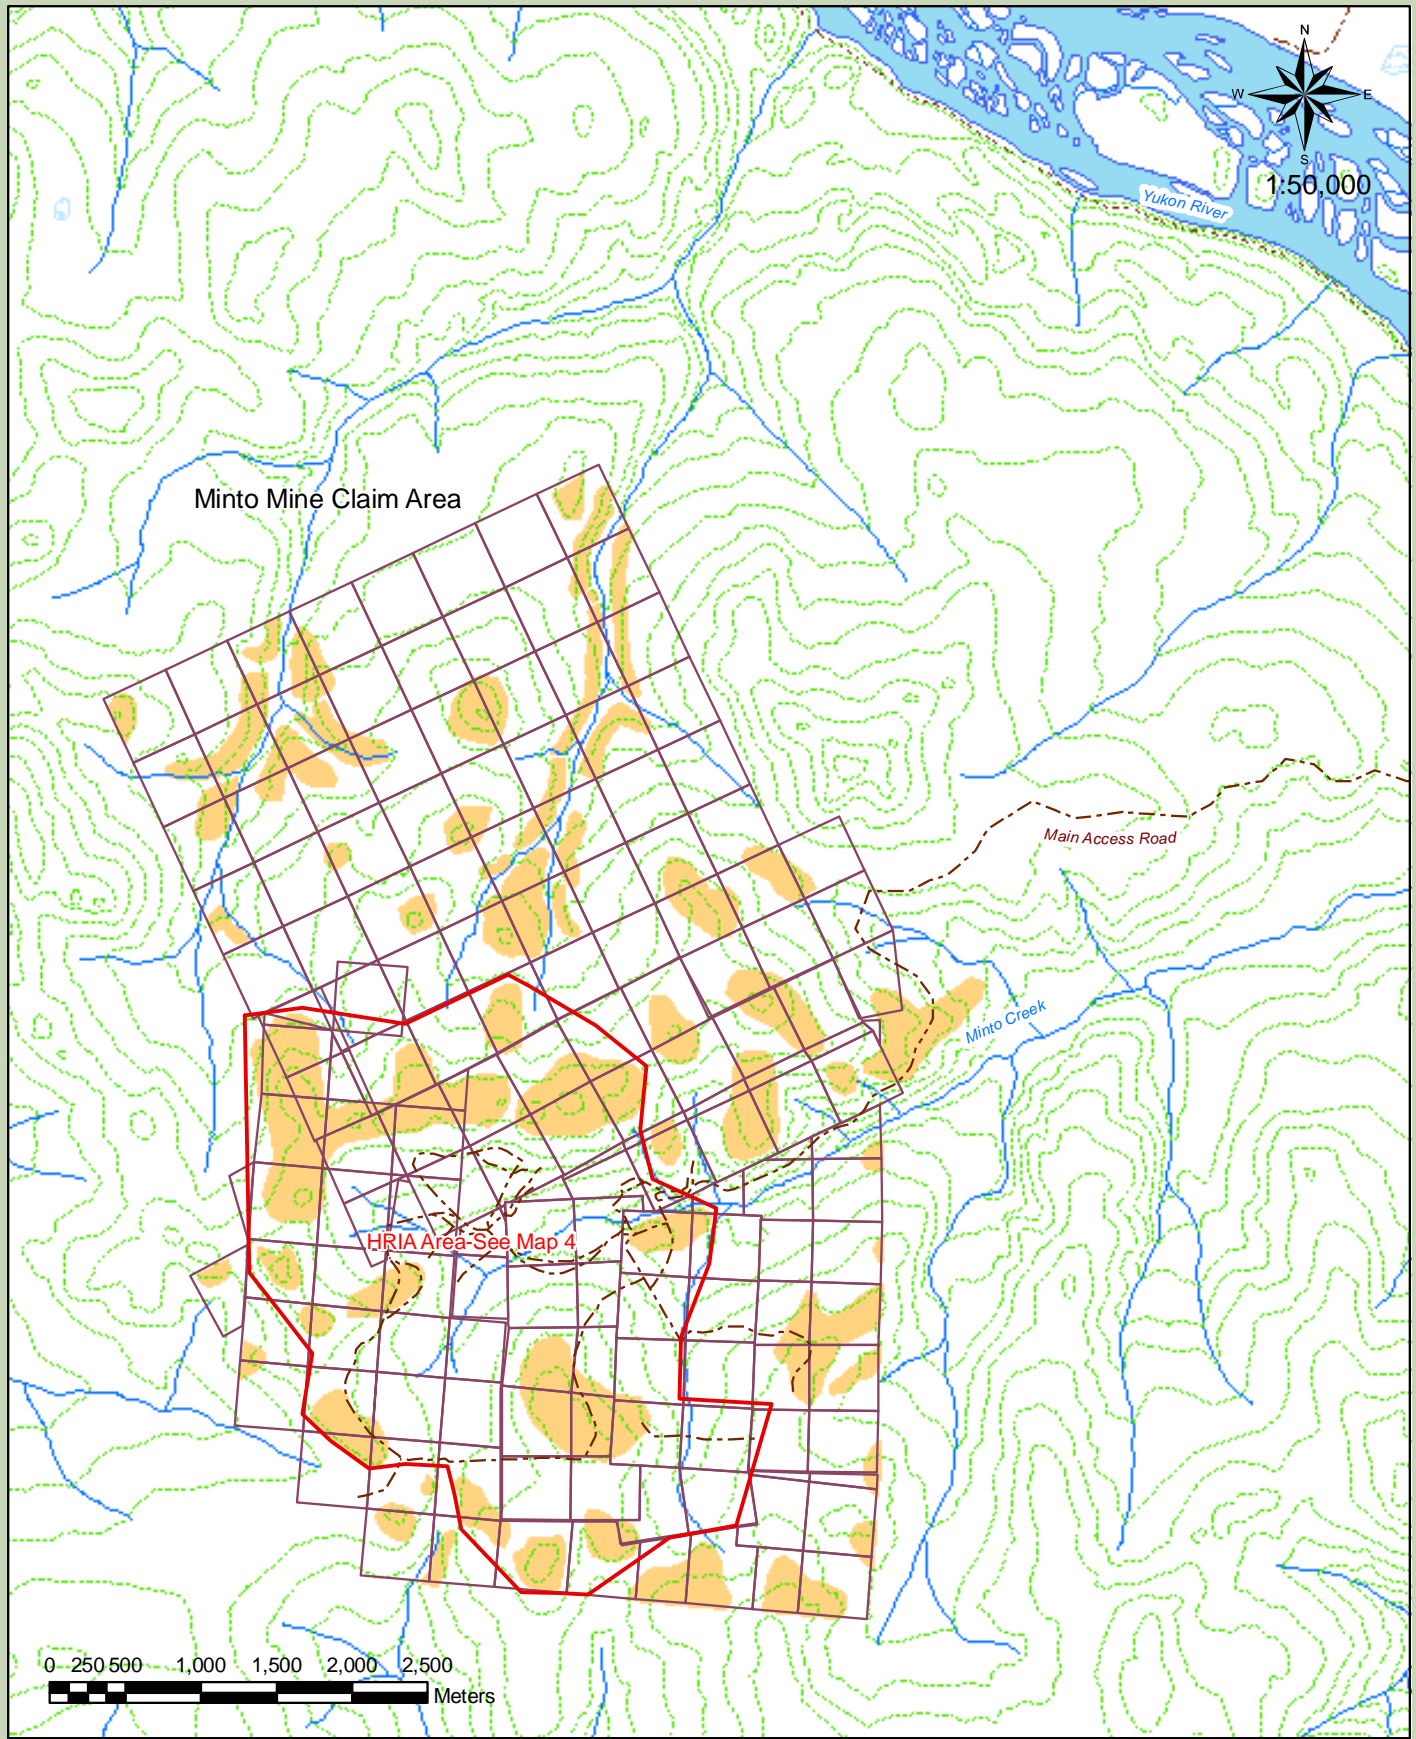 N
W E
S
1:50,000
Yukon River
Minto Mine Claim Area
Main Access Road
Minto Creek
HRIA Area-See Map 4
0 250 500 1,000 1,500 2,000 2,500
Meters